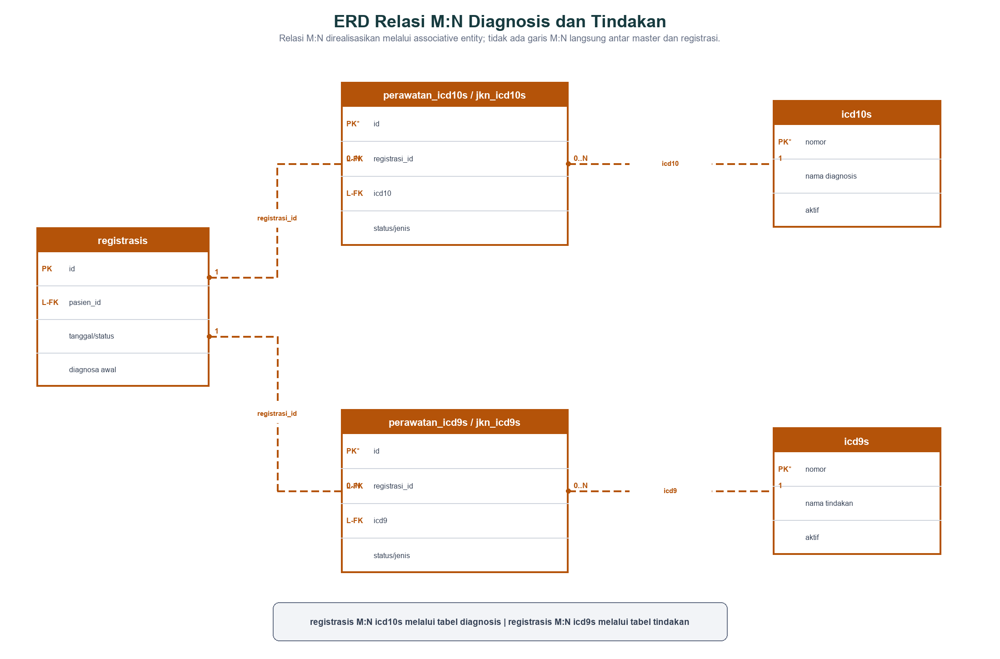 ERD Relasi M:N Diagnosis dan Tindakan
Relasi M:N direalisasikan melalui associative entity; tidak ada garis M:N langsung antar master dan registrasi.
perawatan_icd10s / jkn_icd10s
PK* id
0..N L-FK registrasi_id
L-FK icd10
status/jenis
0..N
icd10
1
icd10s
PK* nomor
nama diagnosis
aktif
registrasi_id
registrasis
PK id
L-FK pasien_id
tanggal/status
diagnosa awal
1
1
registrasi_id
perawatan_icd9s / jkn_icd9s
PK* id
0..N L-FK registrasi_id
L-FK icd9
status/jenis
0..N
icd9
1
icd9s
PK* nomor
nama tindakan
aktif
registrasis M:N icd10s melalui tabel diagnosis | registrasis M:N icd9s melalui tabel tindakan